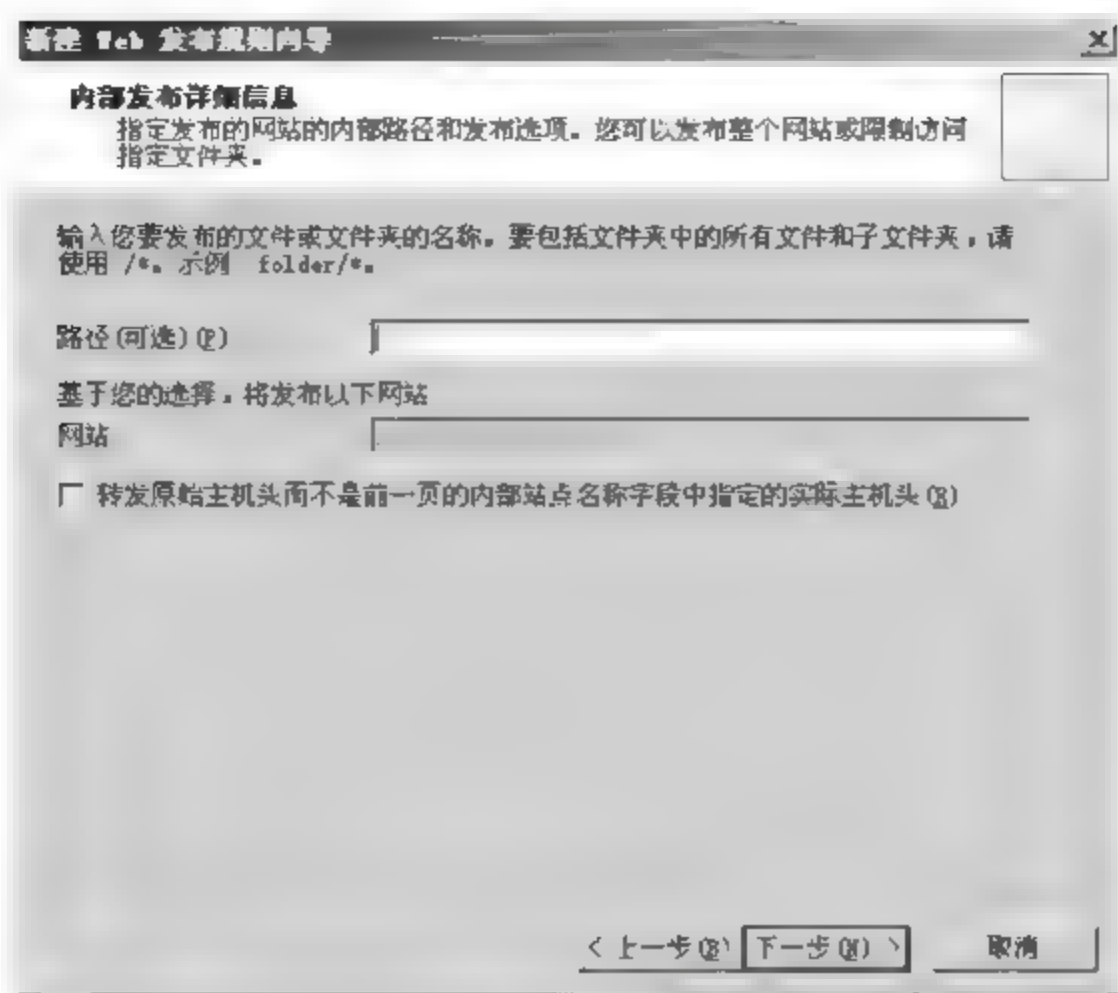 新建 Web 发布规则向导
内部发布详细信息
指定发布的网站的内部路径和发布选项。您可以发布整个网站或限制访问
指定文件夹。
输入您要发布的文件或文件夹的名称。要包括文件夹中的所有文件和子文件夹，请
使用 /*。示例 folder/*。
路径(可选)(P)
基于您的选择，将发布以下网站
网站
转发原始主机头而不是前一页的内部站点名称字段中指定的实际主机头(R)
< 上一步(B) 下一步(N) > 取消